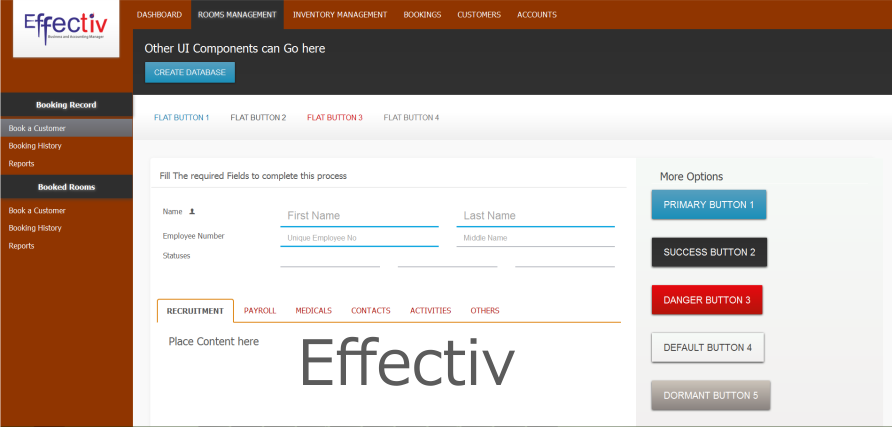 Effectiv
Business and Accounting Manager
DASHBOARD ROOMS MANAGEMENT INVENTORY MANAGEMENT BOOKINGS CUSTOMERS ACCOUNTS
Other UI Components can Go here
CREATE DATABASE
Booking Record
Book a Customer
Booking History
Reports
Booked Rooms
Book a Customer
Booking History
Reports
FLAT BUTTON 1 FLAT BUTTON 2 FLAT BUTTON 3 FLAT BUTTON 4
Fill The required Fields to complete this process
Name First Name Last Name
Employee Number Unique Employee No Middle Name
Statuses
RECRUITMENT PAYROLL MEDICALS CONTACTS ACTIVITIES OTHERS
Place Content here
Effectiv
More Options
PRIMARY BUTTON 1
SUCCESS BUTTON 2
DANGER BUTTON 3
DEFAULT BUTTON 4
DORMANT BUTTON 5